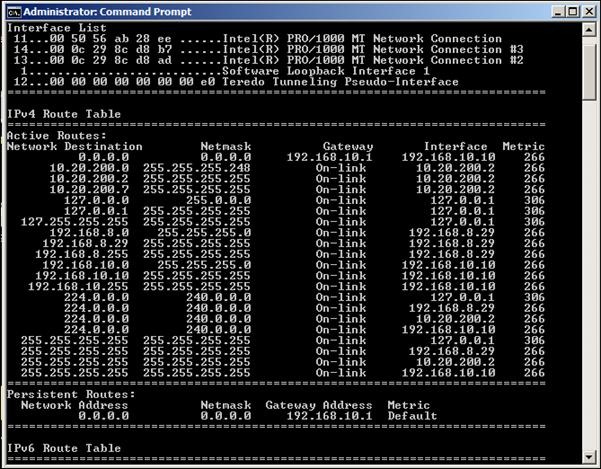 Administrator: Command Prompt
Interface List
11...00 50 56 ab 28 ee ......Intel(R) PRO/1000 MT Network Connection
14...00 0c 29 8c d8 b7 ......Intel(R) PRO/1000 MT Network Connection #3
13...00 0c 29 8c d8 ad ......Intel(R) PRO/1000 MT Network Connection #2
1...........................Software Loopback Interface 1
12...00 00 00 00 00 00 00 e0 Teredo Tunneling Pseudo-Interface
===========================================================================
IPv4 Route Table
===========================================================================
Active Routes:
Network Destination Netmask Gateway Interface Metric
0.0.0.0 0.0.0.0 192.168.10.1 192.168.10.10 266
10.20.200.0 255.255.255.248 On-link 10.20.200.2 266
10.20.200.2 255.255.255.255 On-link 10.20.200.2 266
10.20.200.7 255.255.255.255 On-link 10.20.200.2 266
127.0.0.0 255.0.0.0 On-link 127.0.0.1 306
127.0.0.1 255.255.255.255 On-link 127.0.0.1 306
127.255.255.255 255.255.255.255 On-link 127.0.0.1 306
192.168.8.0 255.255.255.0 On-link 192.168.8.29 266
192.168.8.29 255.255.255.255 On-link 192.168.8.29 266
192.168.8.255 255.255.255.255 On-link 192.168.8.29 266
192.168.10.0 255.255.255.0 On-link 192.168.10.10 266
192.168.10.10 255.255.255.255 On-link 192.168.10.10 266
192.168.10.255 255.255.255.255 On-link 192.168.10.10 266
224.0.0.0 240.0.0.0 On-link 127.0.0.1 306
224.0.0.0 240.0.0.0 On-link 192.168.8.29 266
224.0.0.0 240.0.0.0 On-link 10.20.200.2 266
224.0.0.0 240.0.0.0 On-link 192.168.10.10 266
255.255.255.255 255.255.255.255 On-link 127.0.0.1 306
255.255.255.255 255.255.255.255 On-link 192.168.8.29 266
255.255.255.255 255.255.255.255 On-link 10.20.200.2 266
255.255.255.255 255.255.255.255 On-link 192.168.10.10 266
===========================================================================
Persistent Routes:
Network Address Netmask Gateway Address Metric
0.0.0.0 0.0.0.0 192.168.10.1 Default
===========================================================================
IPv6 Route Table
===========================================================================